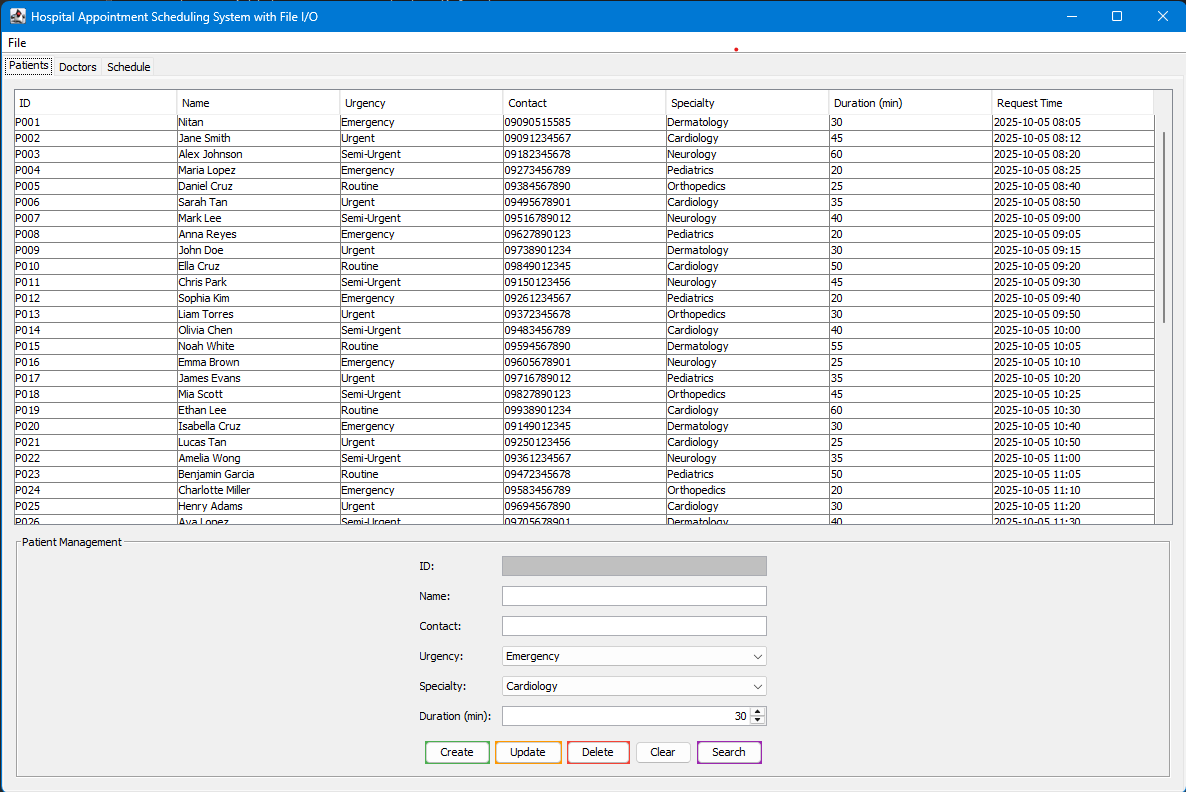 Hospital Appointment Scheduling System with File I/O
File
Patients Doctors Schedule
ID Name Urgency Contact Specialty Duration (min) Request Time
P001 Nitan Emergency 09090515585 Dermatology 30 2025-10-05 08:05
P002 Jane Smith Urgent 09091234567 Cardiology 45 2025-10-05 08:12
P003 Alex Johnson Semi-Urgent 09182345678 Neurology 60 2025-10-05 08:20
P004 Maria Lopez Emergency 09273456789 Pediatrics 20 2025-10-05 08:25
P005 Daniel Cruz Routine 09384567890 Orthopedics 25 2025-10-05 08:40
P006 Sarah Tan Urgent 09495678901 Cardiology 35 2025-10-05 08:50
P007 Mark Lee Semi-Urgent 09516789012 Neurology 40 2025-10-05 09:00
P008 Anna Reyes Emergency 09627890123 Pediatrics 20 2025-10-05 09:05
P009 John Doe Urgent 09738901234 Dermatology 30 2025-10-05 09:15
P010 Ella Cruz Routine 09849012345 Cardiology 50 2025-10-05 09:20
P011 Chris Park Semi-Urgent 09150123456 Neurology 45 2025-10-05 09:30
P012 Sophia Kim Emergency 09261234567 Pediatrics 20 2025-10-05 09:40
P013 Liam Torres Urgent 09372345678 Orthopedics 30 2025-10-05 09:50
P014 Olivia Chen Semi-Urgent 09483456789 Cardiology 40 2025-10-05 10:00
P015 Noah White Routine 09594567890 Dermatology 55 2025-10-05 10:05
P016 Emma Brown Emergency 09605678901 Neurology 25 2025-10-05 10:10
P017 James Evans Urgent 09716789012 Pediatrics 35 2025-10-05 10:20
P018 Mia Scott Semi-Urgent 09827890123 Orthopedics 45 2025-10-05 10:25
P019 Ethan Lee Routine 09938901234 Cardiology 60 2025-10-05 10:30
P020 Isabella Cruz Emergency 09149012345 Dermatology 30 2025-10-05 10:40
P021 Lucas Tan Urgent 09250123456 Cardiology 25 2025-10-05 10:50
P022 Amelia Wong Semi-Urgent 09361234567 Neurology 35 2025-10-05 11:00
P023 Benjamin Garcia Routine 09472345678 Pediatrics 50 2025-10-05 11:05
P024 Charlotte Miller Emergency 09583456789 Orthopedics 20 2025-10-05 11:10
P025 Henry Adams Urgent 09694567890 Cardiology 30 2025-10-05 11:20
P026 Ava Lopez Semi-Urgent 09705678901 Dermatology 40 2025-10-05 11:30
Patient Management
ID:
Name:
Contact:
Urgency: Emergency
Specialty: Cardiology
Duration (min): 30
Create Update Delete Clear Search